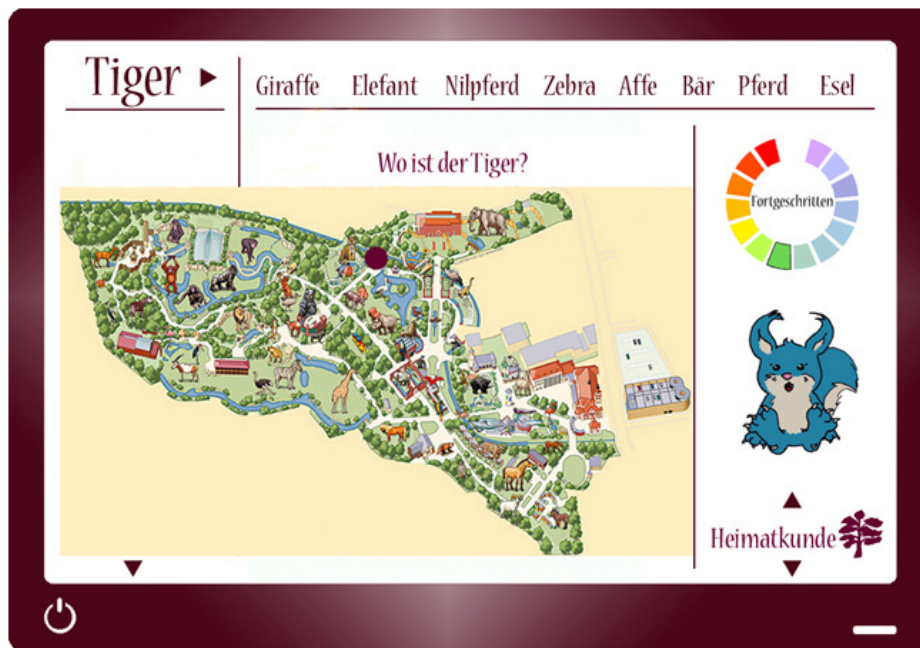 Tiger
Giraffe Elefant Nilpferd Zebra Affe Bär Pferd Esel
Wo ist der Tiger?
Fortgeschritten
Heimatkunde